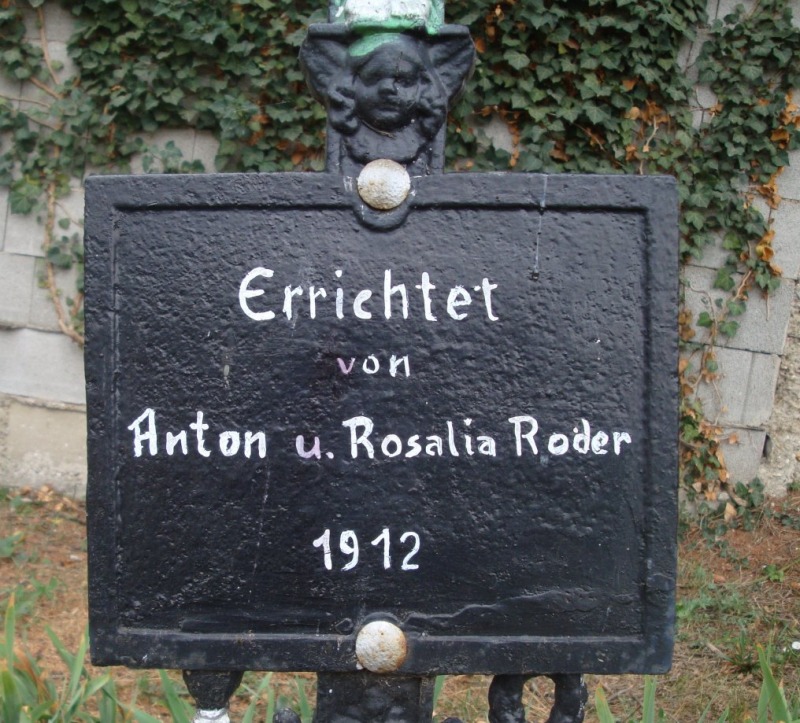 Errichtet
von
Anton u. Rosalia Roder
1912